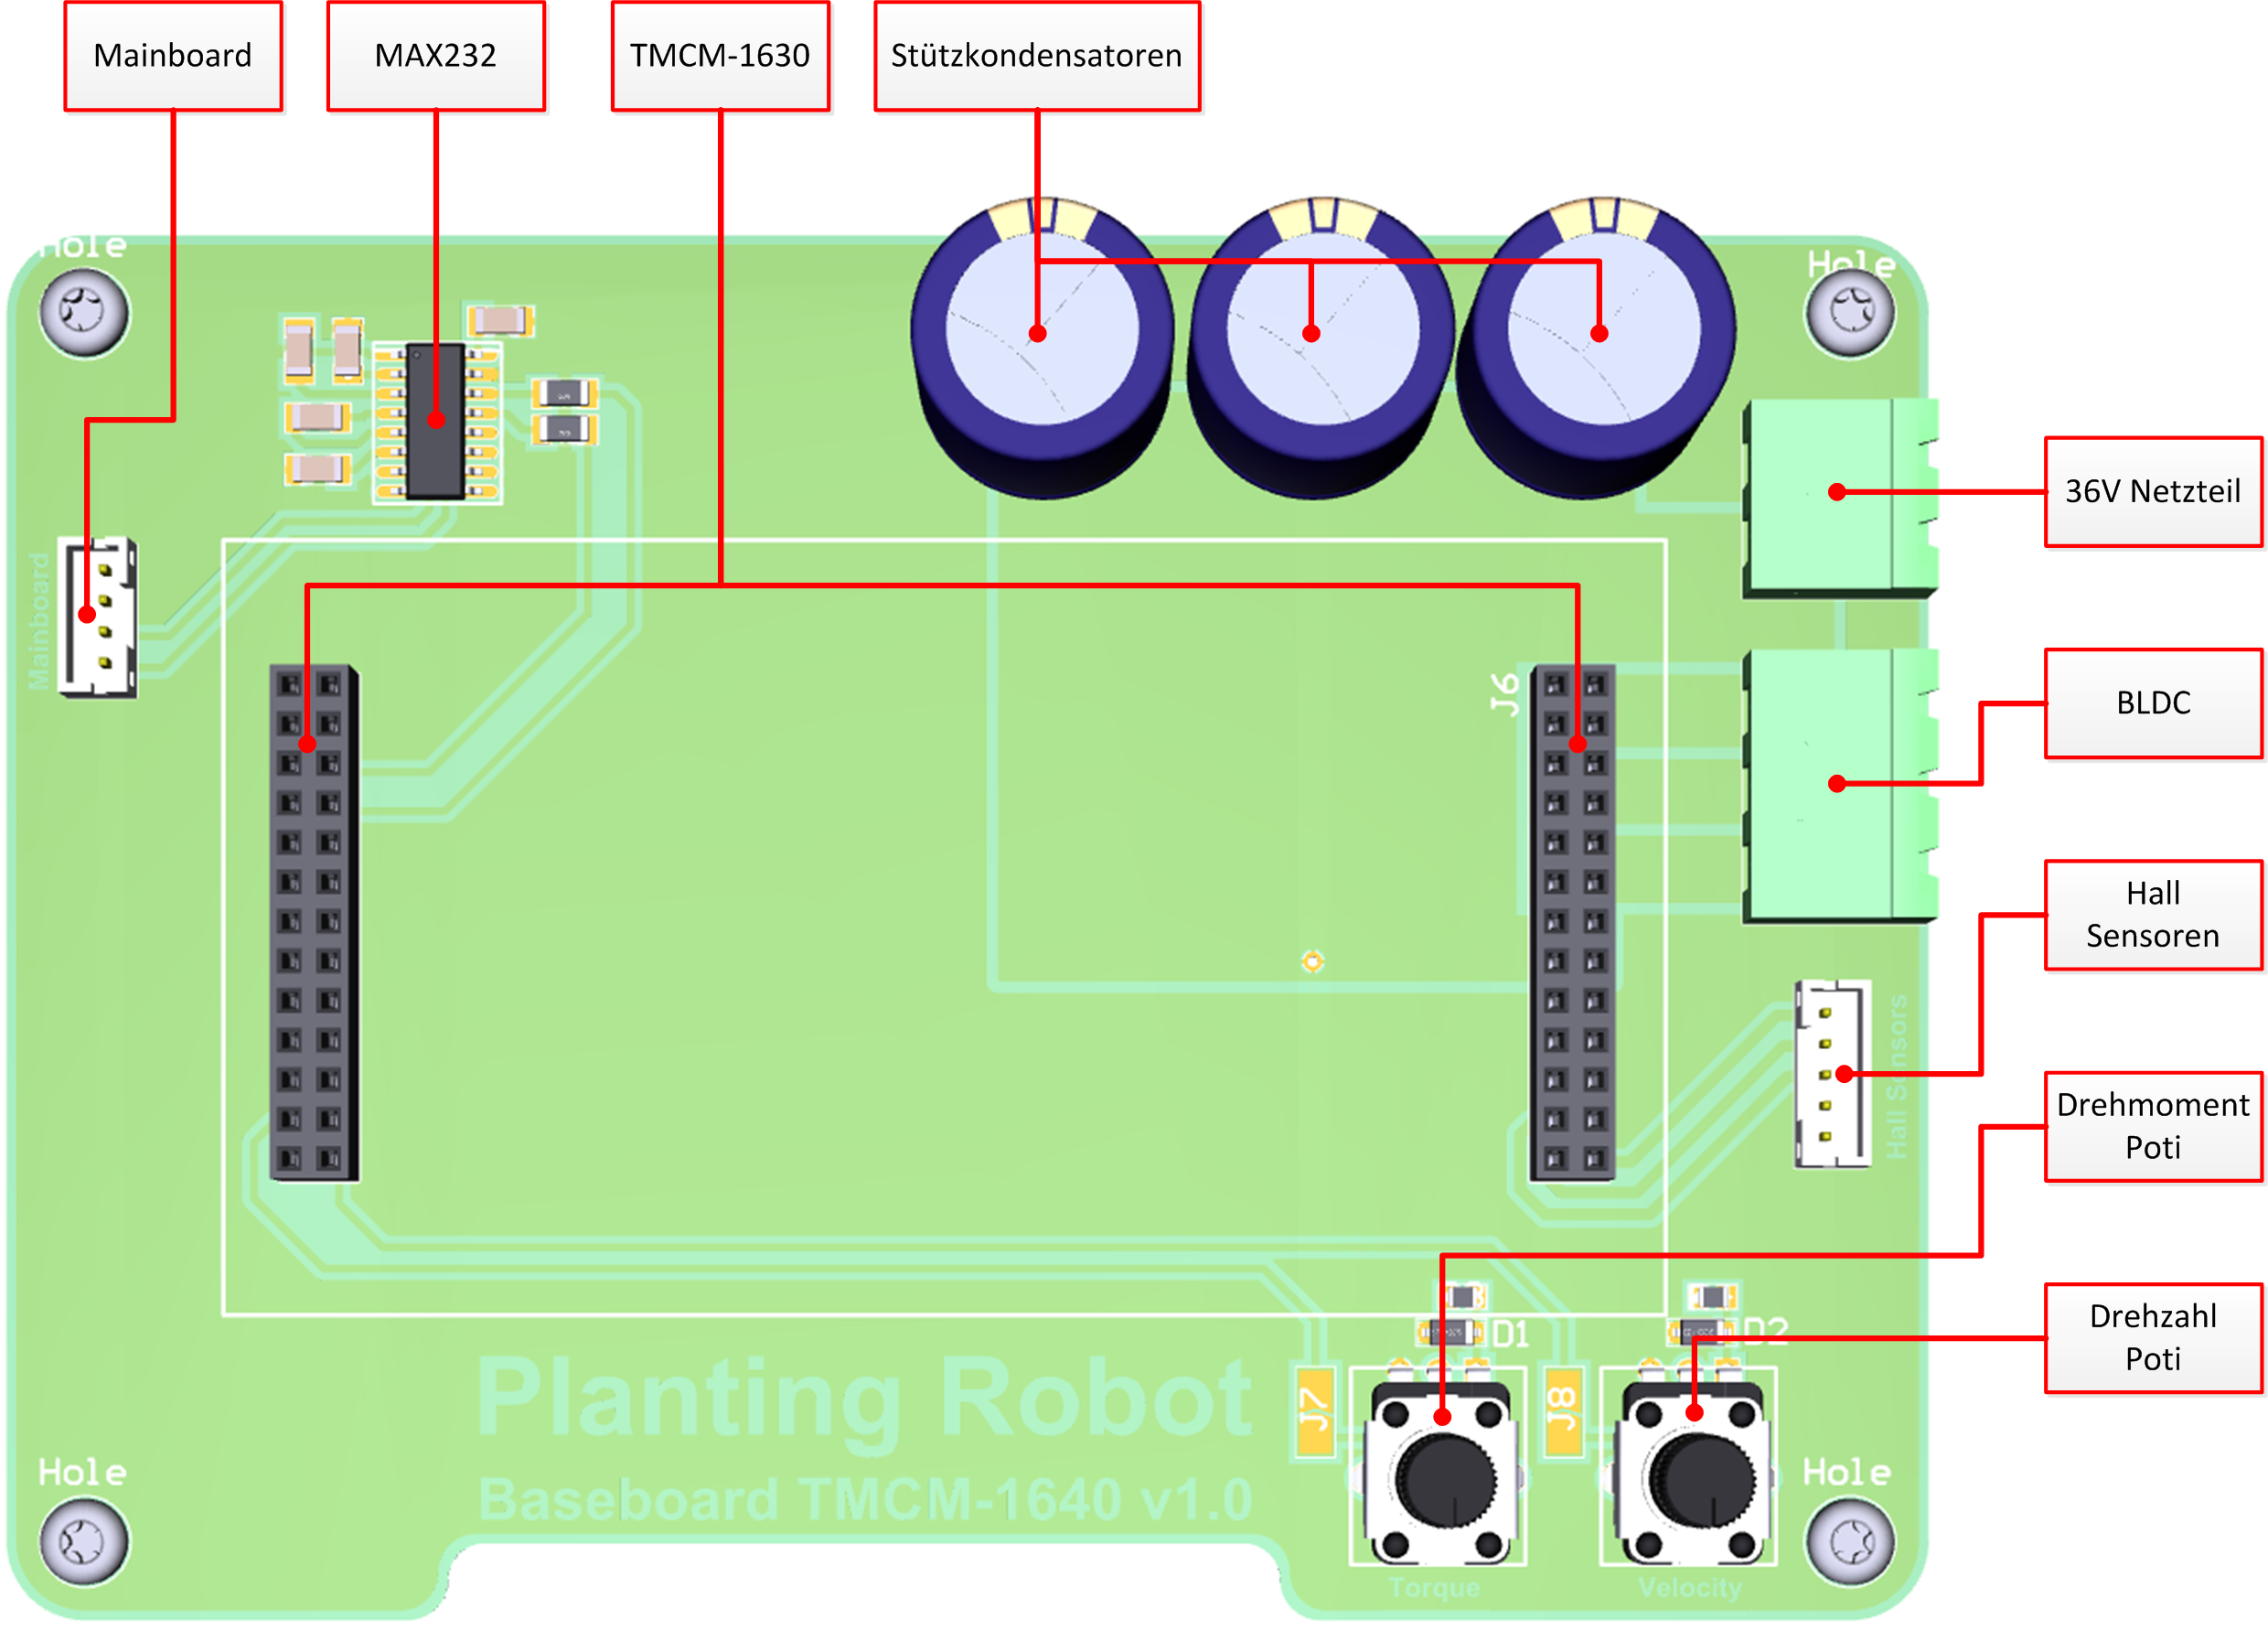 Mainboard
MAX232
TMCM-1630
Stützkondensatoren
Hole
Hole
36V Netzteil
Mainboard
J6
BLDC
Hall
Sensoren
Hall Sensors
Drehmoment
Poti
Drehzahl
Poti
D1
D2
Planting Robot
J7
J8
Baseboard TMCM-1640 v1.0
Hole
Hole
Torque
Velocity